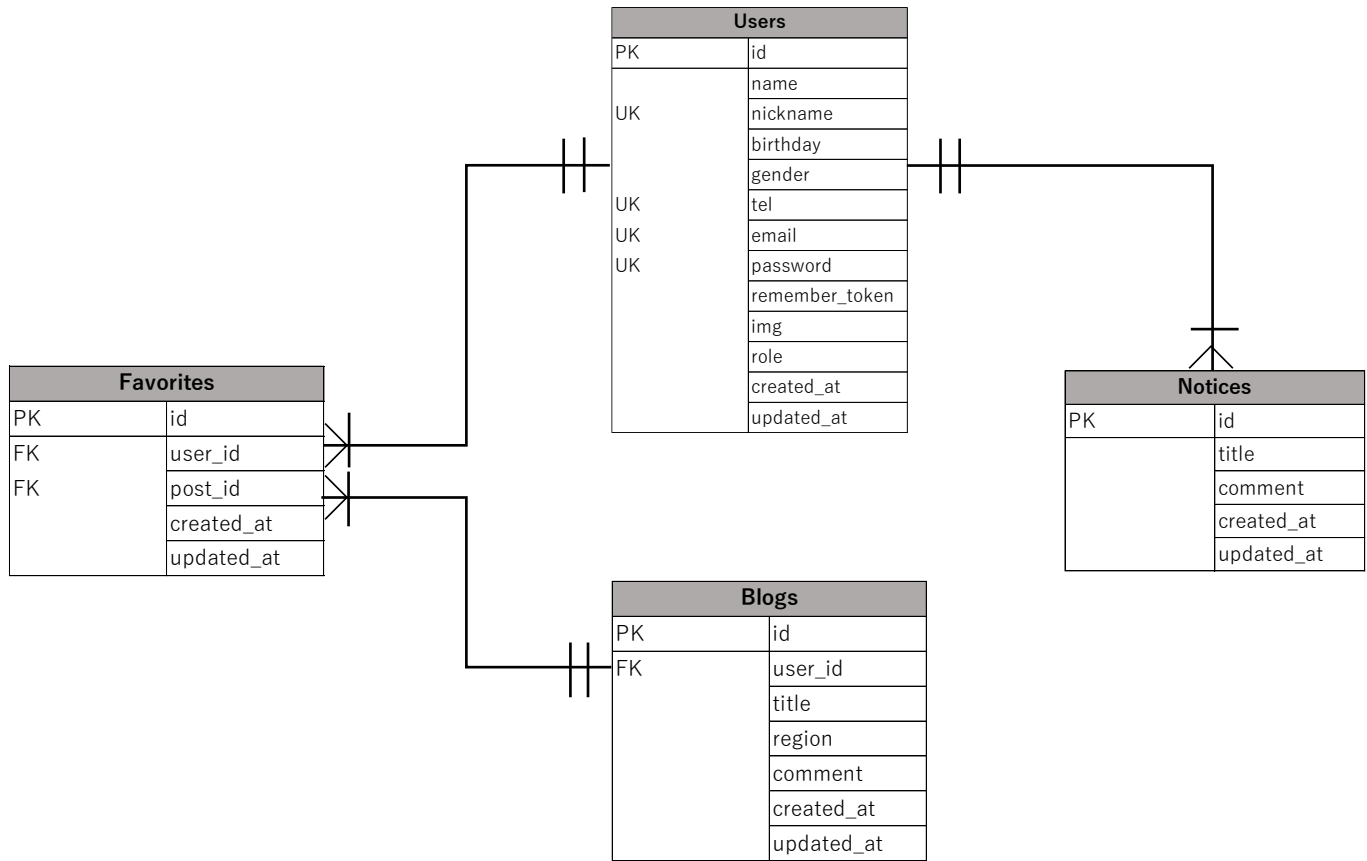 Users
PK id
name
UK nickname
birthday
gender
UK tel
UK email
UK password
remember_token
img
role
created_at
updated_at
Favorites
PK id
FK user_id
FK post_id
created_at
updated_at
Notices
PK id
title
comment
created_at
updated_at
Blogs
PK id
FK user_id
title
region
comment
created_at
updated_at